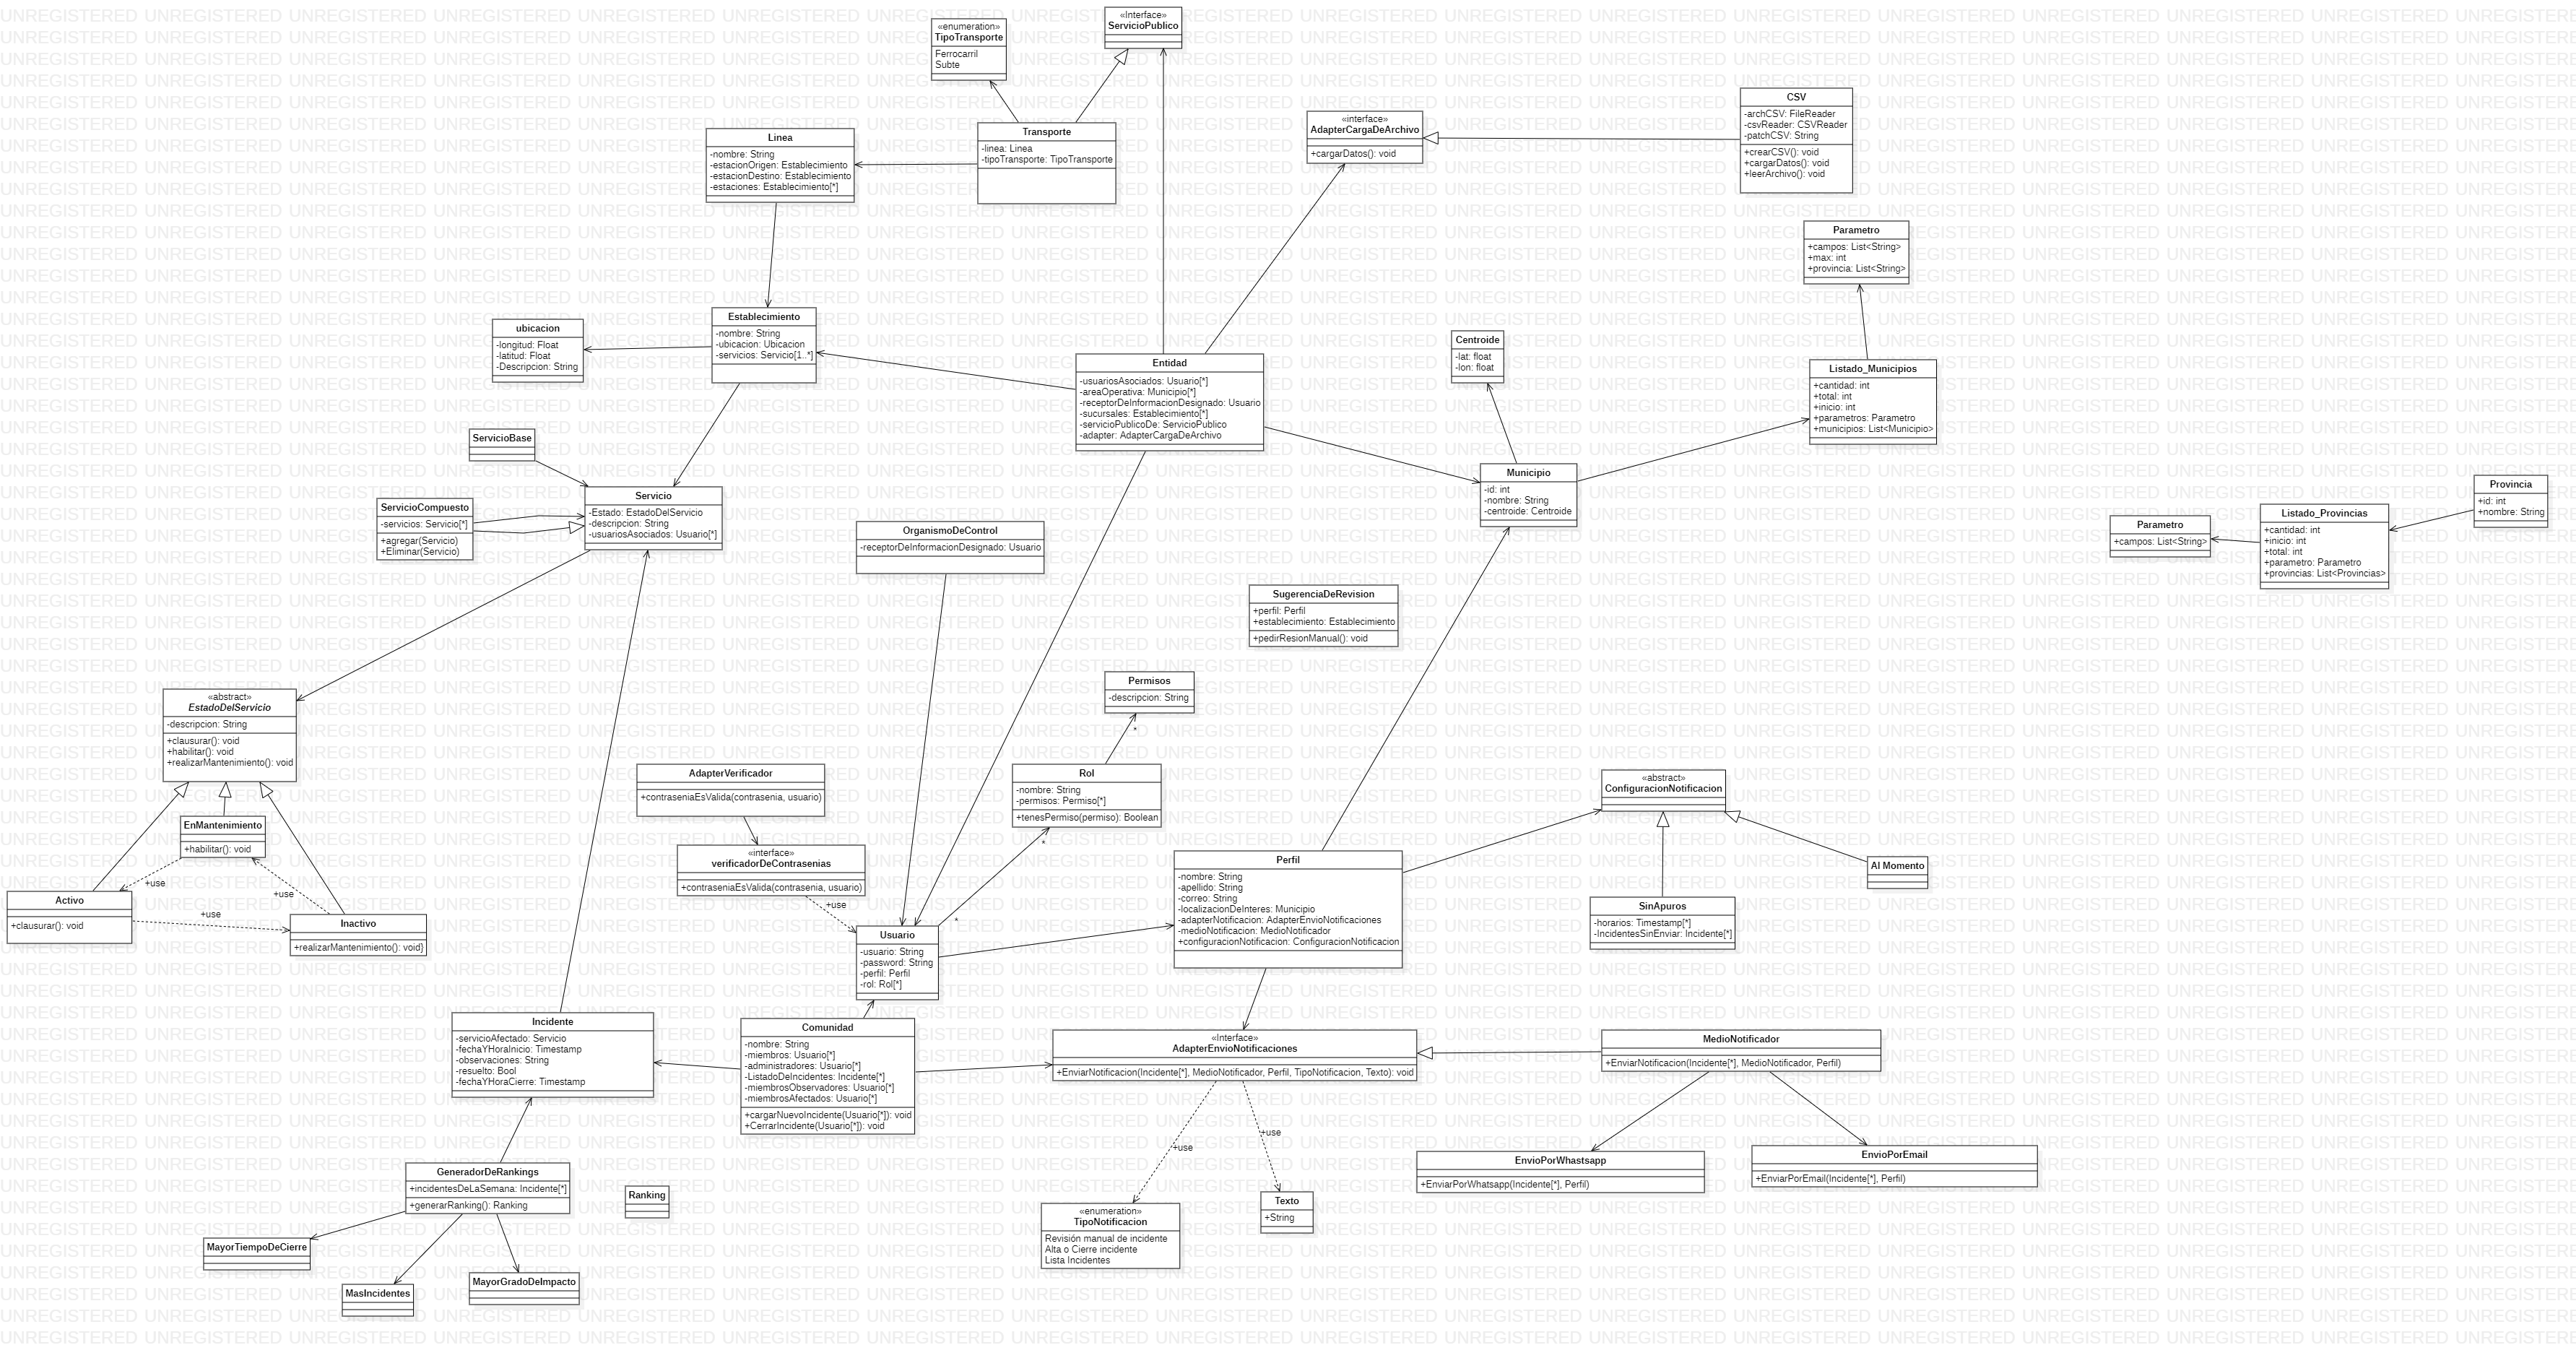 «enumeration»
TipoTransporte
Ferrocarril
Subte
«Interface»
ServicioPublico
Linea
-nombre: String
-estacionOrigen: Establecimiento
-estacionDestino: Establecimiento
-estaciones: Establecimiento[*]
Transporte
-linea: Linea
-tipoTransporte: TipoTransporte
«interface»
AdapterCargaDeArchivo
+cargarDatos(): void
CSV
-archCSV: FileReader
-csvReader: CSVReader
-patchCSV: String
+crearCSV(): void
+cargarDatos(): void
+leerArchivo(): void
Parametro
+campos: List<String>
+max: int
+provincia: List<String>
ubicacion
-longitud: Float
-latitud: Float
-Descripcion: String
Establecimiento
-nombre: String
-ubicacion: Ubicacion
-servicios: Servicio[1..*]
Entidad
-usuariosAsociados: Usuario[*]
-areaOperativa: Municipio[*]
-receptorDeInformacionDesignado: Usuario
-sucursales: Establecimiento[*]
-servicioPublicoDe: ServicioPublico
-adapter: AdapterCargaDeArchivo
Centroide
-lat: float
-lon: float
Listado_Municipios
+cantidad: int
+total: int
+inicio: int
+parametros: Parametro
+municipios: List<Municipio>
ServicioBase
ServicioCompuesto
-servicios: Servicio[*]
+agregar(Servicio)
+Eliminar(Servicio)
Servicio
-Estado: EstadoDelServicio
-descripcion: String
-usuariosAsociados: Usuario[*]
OrganismoDeControl
-receptorDeInformacionDesignado: Usuario
Municipio
-id: int
-nombre: String
-centroide: Centroide
Parametro
+campos: List<String>
Listado_Provincias
+cantidad: int
+inicio: int
+total: int
+parametro: Parametro
+provincias: List<Provincias>
Provincia
+id: int
+nombre: String
SugerenciaDeRevision
+perfil: Perfil
+establecimiento: Establecimiento
+pedirResionManual(): void
«abstract»
EstadoDelServicio
-descripcion: String
+clausurar(): void
+habilitar(): void
+realizarMantenimiento(): void
Permisos
-descripcion: String
*
EnMantenimiento
+habilitar(): void
AdapterVerificador
+contraseniaEsValida(contrasenia, usuario)
Rol
-nombre: String
-permisos: Permiso[*]
+tenesPermiso(permiso): Boolean
*
«abstract»
ConfiguracionNotificacion
«interface»
verificadorDeContrasenias
+contraseniaEsValida(contrasenia, usuario)
Perfil
-nombre: String
-apellido: String
-correo: String
-localizacionDeInteres: Municipio
-adapterNotificacion: AdapterEnvioNotificaciones
-medioNotificacion: MedioNotificador
+configuracionNotificacion: ConfiguracionNotificacion
Al Momento
+use
+use
+use
+use
*
Activo
+clausurar(): void
Inactivo
+realizarMantenimiento(): void}
SinApuros
-horarios: Timestamp[*]
-IncidentesSinEnviar: Incidente[*]
Usuario
-usuario: String
-password: String
-perfil: Perfil
-rol: Rol[*]
Incidente
-servicioAfectado: Servicio
-fechaYHoraInicio: Timestamp
-observaciones: String
-resuelto: Bool
-fechaYHoraCierre: Timestamp
Comunidad
-nombre: String
-miembros: Usuario[*]
-administradores: Usuario[*]
-ListadoDeIncidentes: Incidente[*]
-miembrosObservadores: Usuario[*]
-miembrosAfectados: Usuario[*]
+cargarNuevoIncidente(Usuario[*]): void
+CerrarIncidente(Usuario[*]): void
«Interface»
AdapterEnvioNotificaciones
+EnviarNotificacion(Incidente[*], MedioNotificador, Perfil, TipoNotificacion, Texto): void
MedioNotificador
+EnviarNotificacion(Incidente[*], MedioNotificador, Perfil)
+use
+use
EnvioPorWhastsapp
+EnviarPorWhatsapp(Incidente[*], Perfil)
EnvioPorEmail
+EnviarPorEmail(Incidente[*], Perfil)
GeneradorDeRankings
+incidentesDeLaSemana: Incidente[*]
+generarRanking(): Ranking
Ranking
«enumeration»
TipoNotificacion
Revisión manual de incidente
Alta o Cierre incidente
Lista Incidentes
Texto
+String
MayorTiempoDeCierre
MasIncidentes
MayorGradoDeImpacto
UNREGISTERED